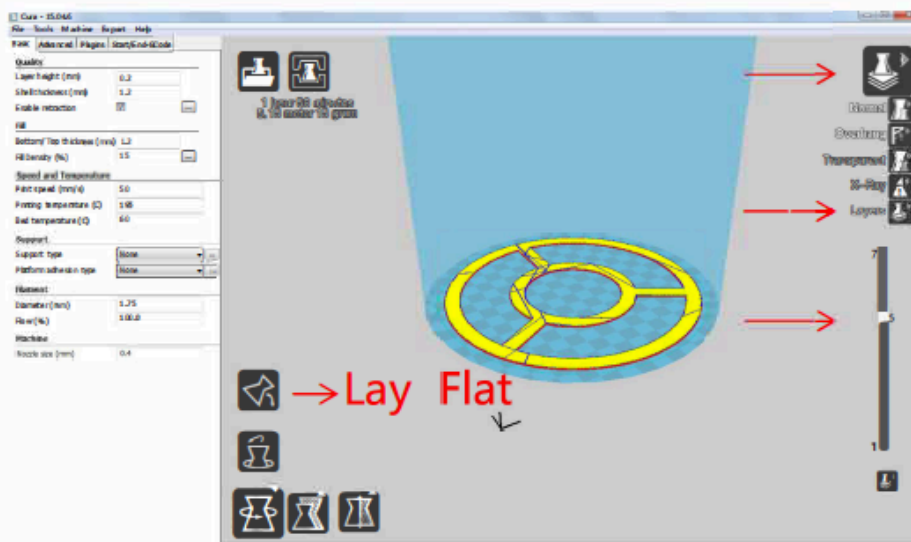 Cura - 15.04.6
File Tools Machine Expert Help
Basic Advanced Plugins Start/End-GCode
Quality
Layer height (mm) 0.2
Shell thickness (mm) 1.2
Enable retraction
Fill
Bottom/Top thickness (mm) 1.2
Fill Density (%) 15
Speed and Temperature
Print speed (mm/s) 50
Printing temperature (C) 195
Bed temperature (C) 60
Support
Support type None
Platform adhesion type None
Filament
Diameter (mm) 1.75
Flow (%) 100.0
Machine
Nozzle size (mm) 0.4
Normal
Overhang
Transparent
X-Ray
Layers
7
5
1
Lay Flat